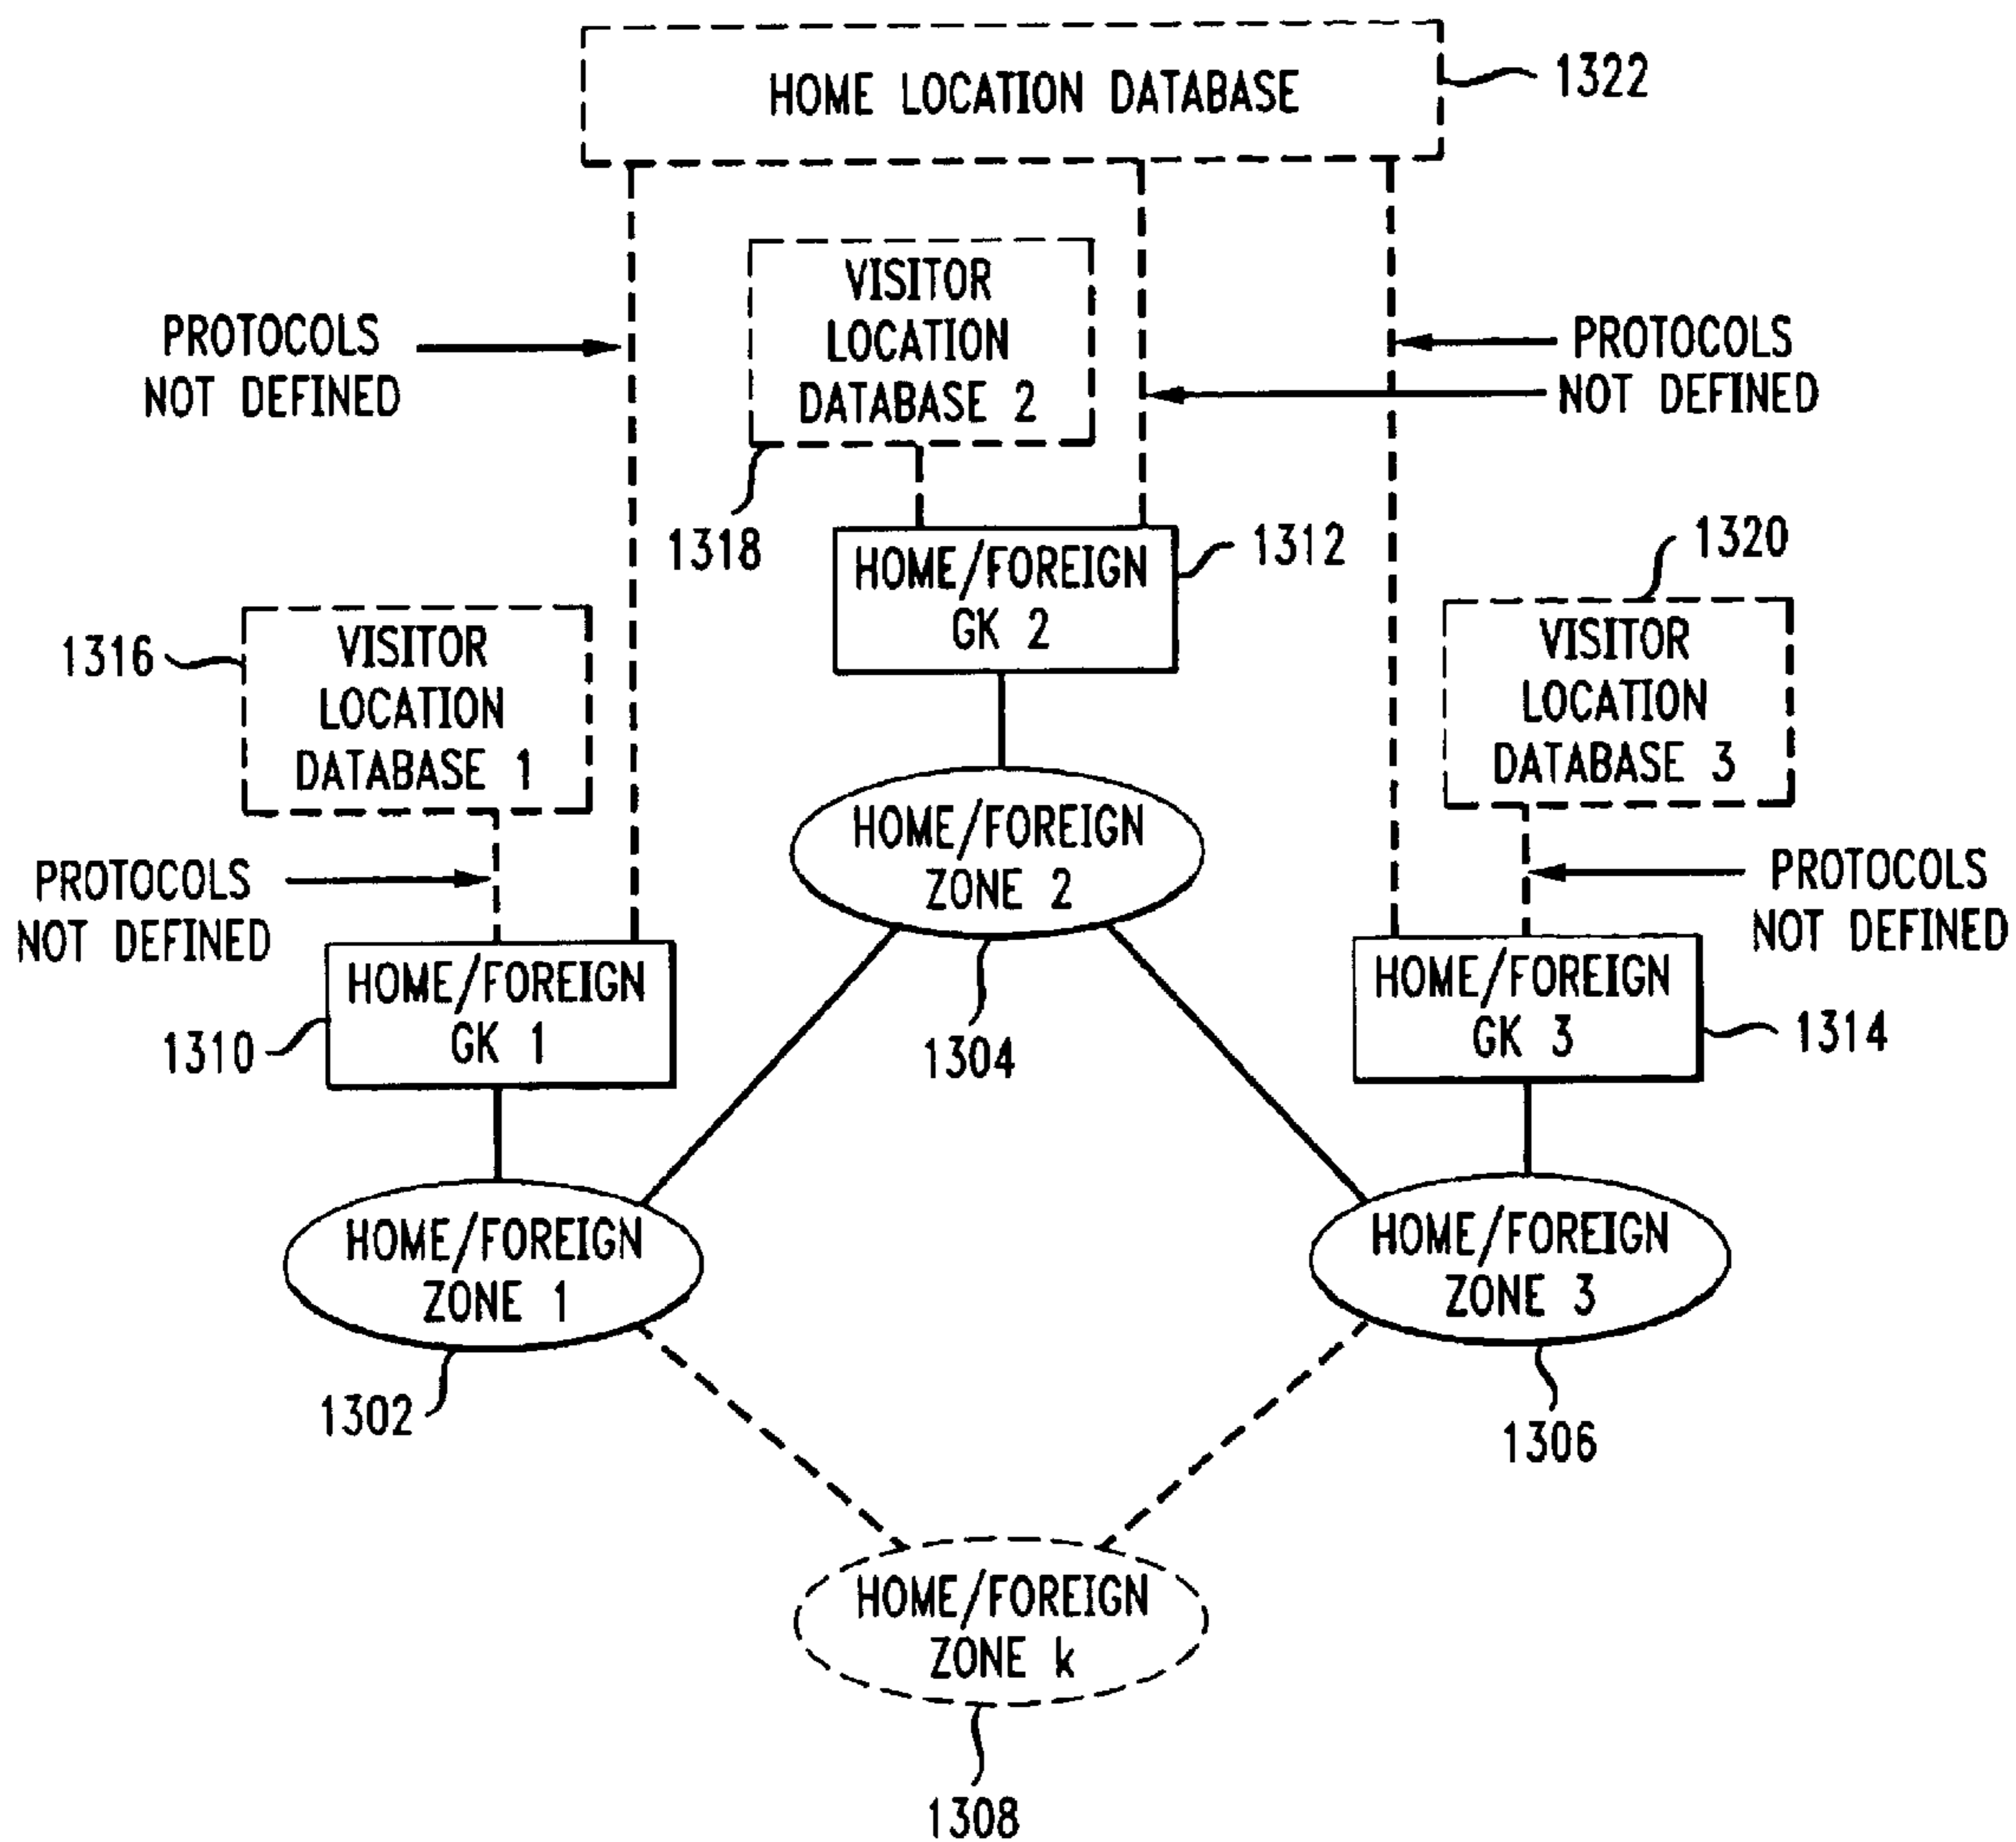 HOME LOCATION DATABASE
1322
VISITOR
LOCATION
DATABASE 2
PROTOCOLS
NOT DEFINED
PROTOCOLS
NOT DEFINED
1318
HOME/FOREIGN
GK 2
1312
1320
1316
VISITOR
LOCATION
DATABASE 1
VISITOR
LOCATION
DATABASE 3
HOME/FOREIGN
ZONE 2
PROTOCOLS
NOT DEFINED
PROTOCOLS
NOT DEFINED
HOME/FOREIGN
GK 1
1310
1304
HOME/FOREIGN
GK 3
1314
HOME/FOREIGN
ZONE 1
HOME/FOREIGN
ZONE 3
1302
1306
HOME/FOREIGN
ZONE k
1308